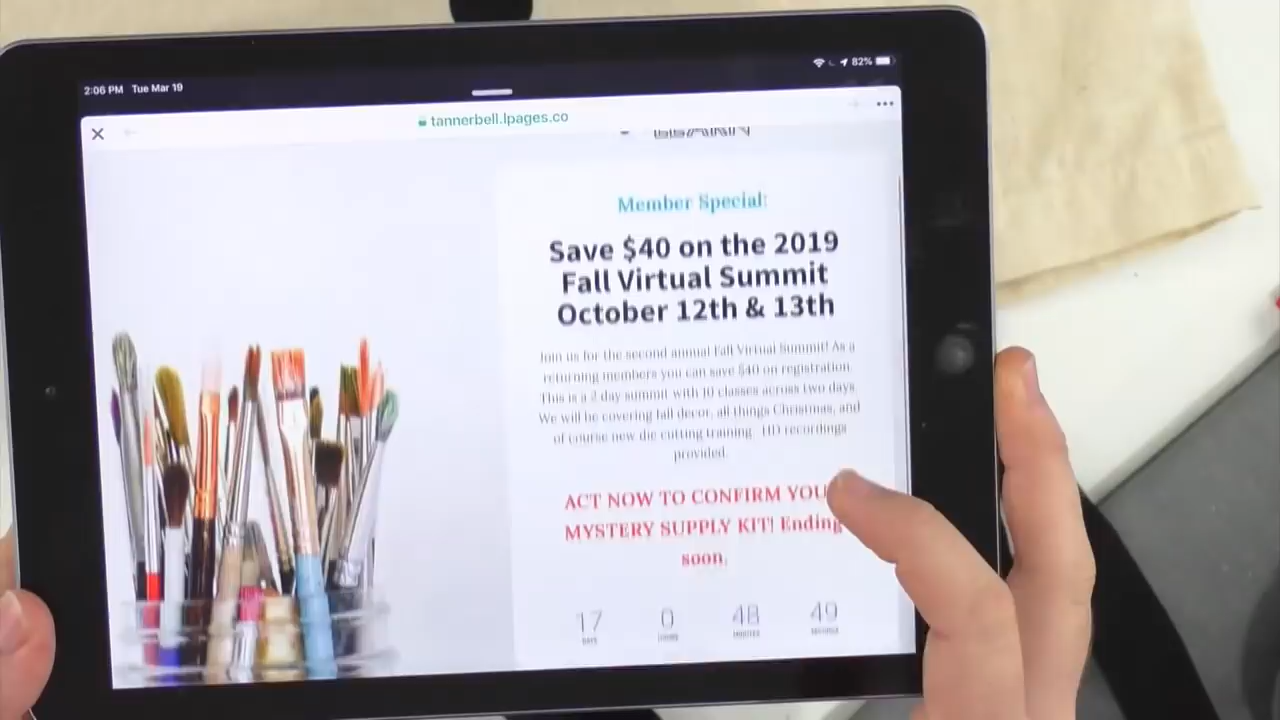 2:06 PM Tue Mar 19
82%
tannerbell.lpages.co
Member Special:
Save $40 on the 2019
Fall Virtual Summit
October 12th & 13th
Join us for the second annual Fall Virtual Summit! As a
returning members you can save $40 on registration.
This is a 2 day summit with 10 classes across two days.
We will be covering fall decor, all things Christmas, and
of course new die cutting training. HD recordings
provided.
ACT NOW TO CONFIRM YOU
MYSTERY SUPPLY KIT! Ending
soon.
17 0 48 49
DAYS HOURS MINUTES SECONDS